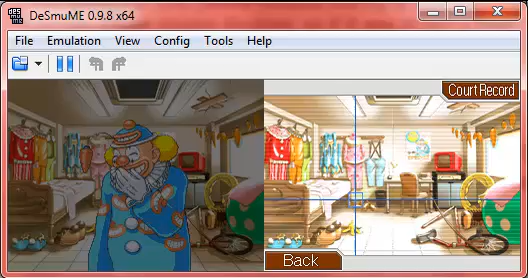 DeSmuME 0.9.8 x64
File Emulation View Config Tools Help
Court Record
Back